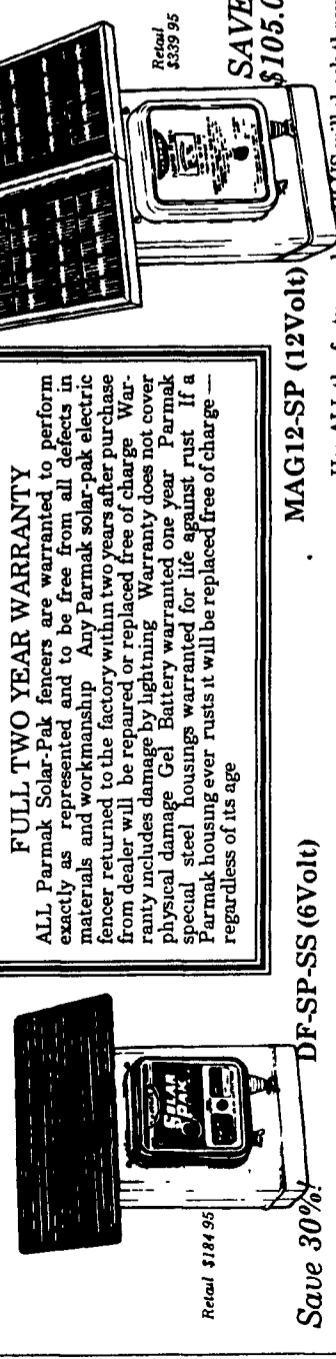 FULL TWO YEAR WARRANTY
ALL Parmak Solar-Pak fencers are warranted to perform
exactly as represented and to be free from all defects in
materials and workmanship Any Parmak solar-pak electric
fencer returned to the factory within two years after purchase
from dealer will be repaired or replaced free of charge War-
ranty includes damage by lightning Warranty does not cover
physical damage Gel Battery warranted one year Parmak
special steel housings warranted for life against rust If a
Parmak housing ever rusts it will be replaced free of charge —
regardless of its age
Retail $184 95
SOLAR
PAK
Save 30%!
DF-SP-SS (6Volt)
Retail
$339 95
SAVE
$105.0
MAG12-SP (12Volt)